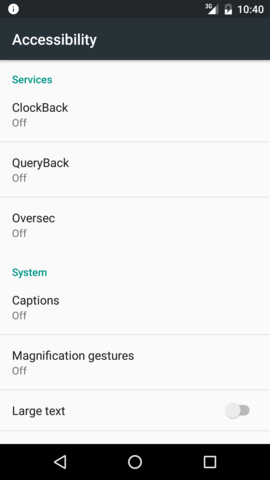 3G 10:40
Accessibility
Services
ClockBack
Off
QueryBack
Off
Oversec
Off
System
Captions
Off
Magnification gestures
Off
Large text